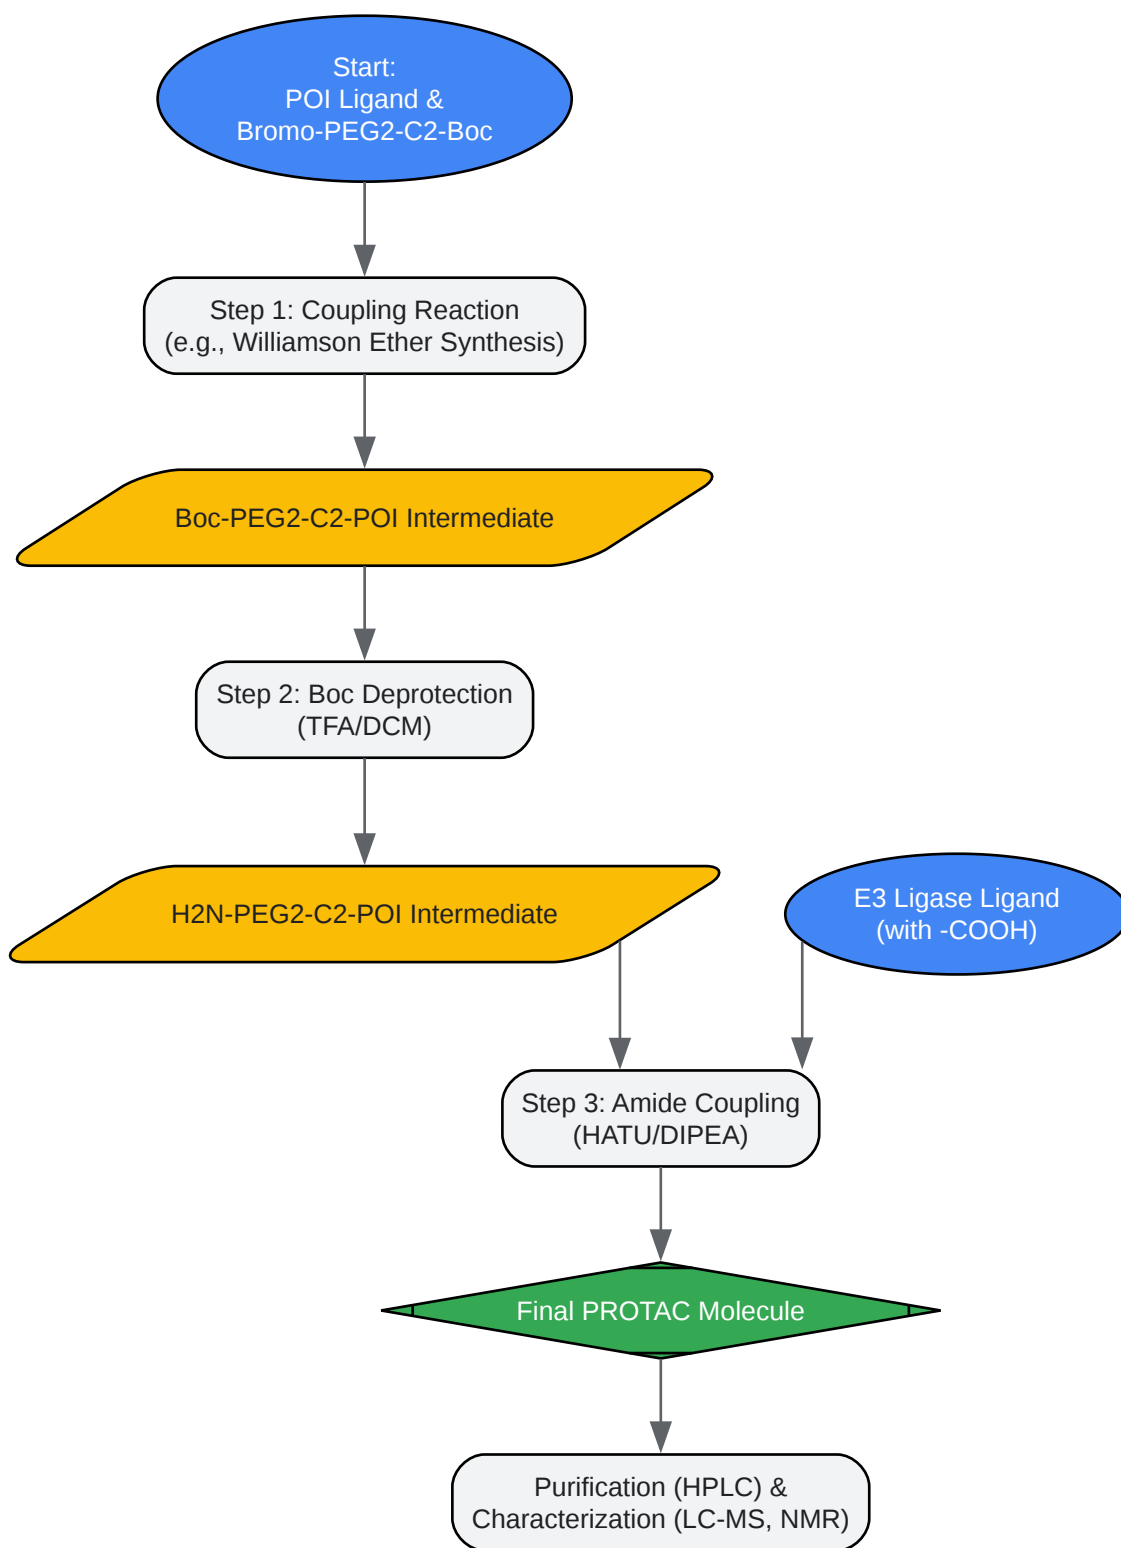 Start:
POI Ligand &
Bromo-PEG2-C2-Boc
Step 1: Coupling Reaction
(e.g., Williamson Ether Synthesis)
Boc-PEG2-C2-POI Intermediate
Step 2: Boc Deprotection
(TFA/DCM)
H2N-PEG2-C2-POI Intermediate
E3 Ligase Ligand
(with -COOH)
Step 3: Amide Coupling
(HATU/DIPEA)
Final PROTAC Molecule
Purification (HPLC) &
Characterization (LC-MS, NMR)